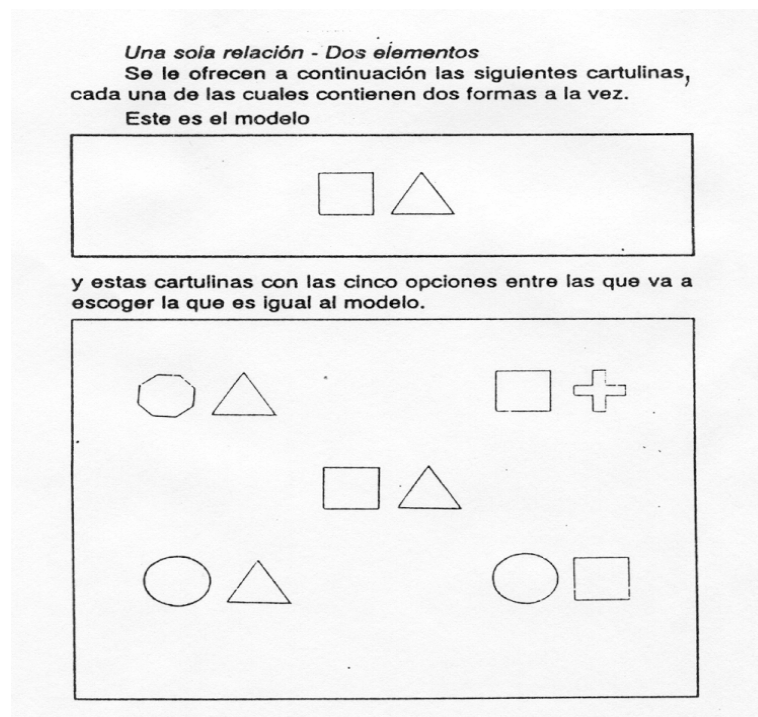 Una sola relación - Dos elementos
Se le ofrecen a continuación las siguientes cartulinas,
cada una de las cuales contienen dos formas a la vez.
Este es el modelo
y estas cartulinas con las cinco opciones entre las que va a
escoger la que es igual al modelo.